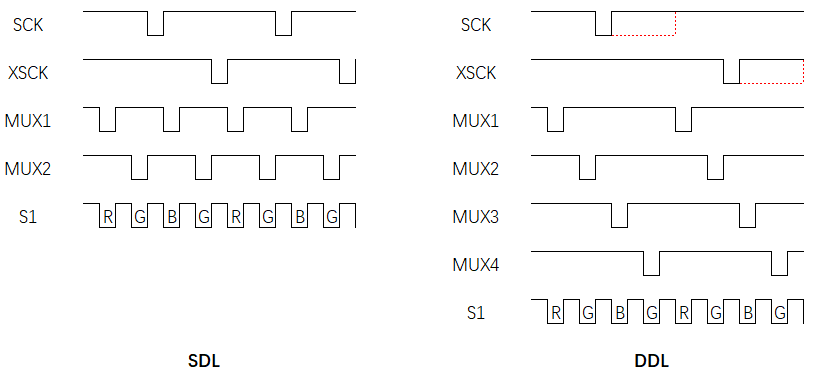 SCK
XSCK
MUX1
MUX2
S1 R G B G R G B G
SDL
SCK
XSCK
MUX1
MUX2
MUX3
MUX4
S1 R G B G R G B G
DDL